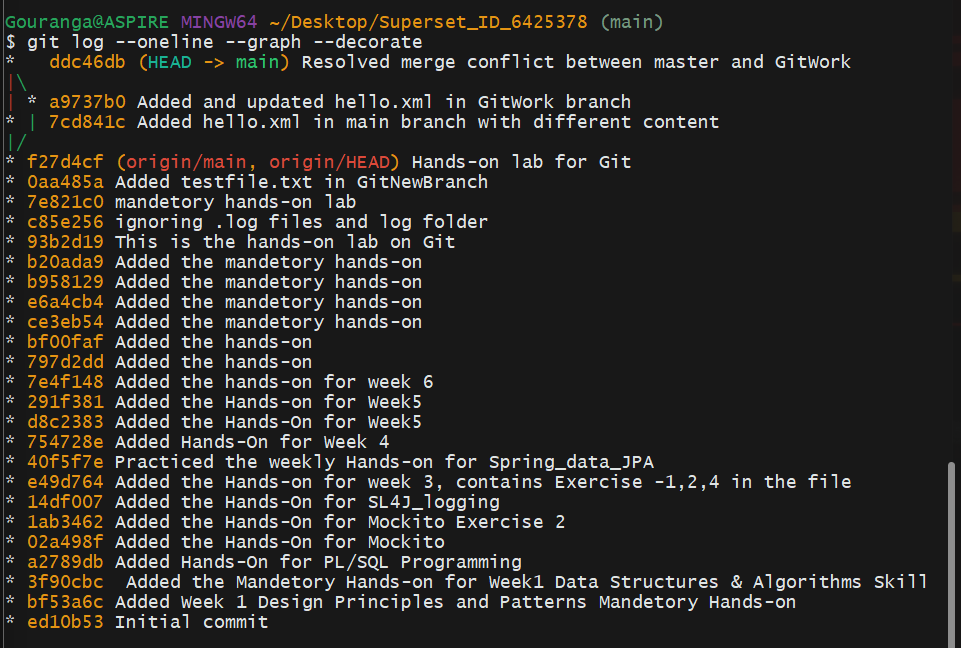 Gouranga@ASPIRE MINGW64 ~/Desktop/Superset_ID_6425378 (main)
$ git log --oneline --graph --decorate
*   ddc46db (HEAD -> main) Resolved merge conflict between master and GitWork
|\
| * a9737b0 Added and updated hello.xml in GitWork branch
* | 7cd841c Added hello.xml in main branch with different content
|/
* f27d4cf (origin/main, origin/HEAD) Hands-on lab for Git
* 0aa485a Added testfile.txt in GitNewBranch
* 7e821c0 mandetory hands-on lab
* c85e256 ignoring .log files and log folder
* 93b2d19 This is the hands-on lab on Git
* b20ada9 Added the mandetory hands-on
* b958129 Added the mandetory hands-on
* e6a4cb4 Added the mandetory hands-on
* ce3eb54 Added the mandetory hands-on
* bf00faf Added the hands-on
* 797d2dd Added the hands-on
* 7e4f148 Added the hands-on for week 6
* 291f381 Added the Hands-on for Week5
* d8c2383 Added the Hands-On for Week5
* 754728e Added Hands-On for Week 4
* 40f5f7e Practiced the weekly Hands-on for Spring_data_JPA
* e49d764 Added the Hands-on for week 3, contains Exercise -1,2,4 in the file
* 14df007 Added the Hands-On for SL4J_logging
* 1ab3462 Added the Hands-On for Mockito Exercise 2
* 02a498f Added the Hands-On for Mockito
* a2789db Added Hands-On for PL/SQL Programming
* 3f90cbc  Added the Mandetory Hands-on for Week1 Data Structures & Algorithms Skill
* bf53a6c Added Week 1 Design Principles and Patterns Mandetory Hands-on
* ed10b53 Initial commit